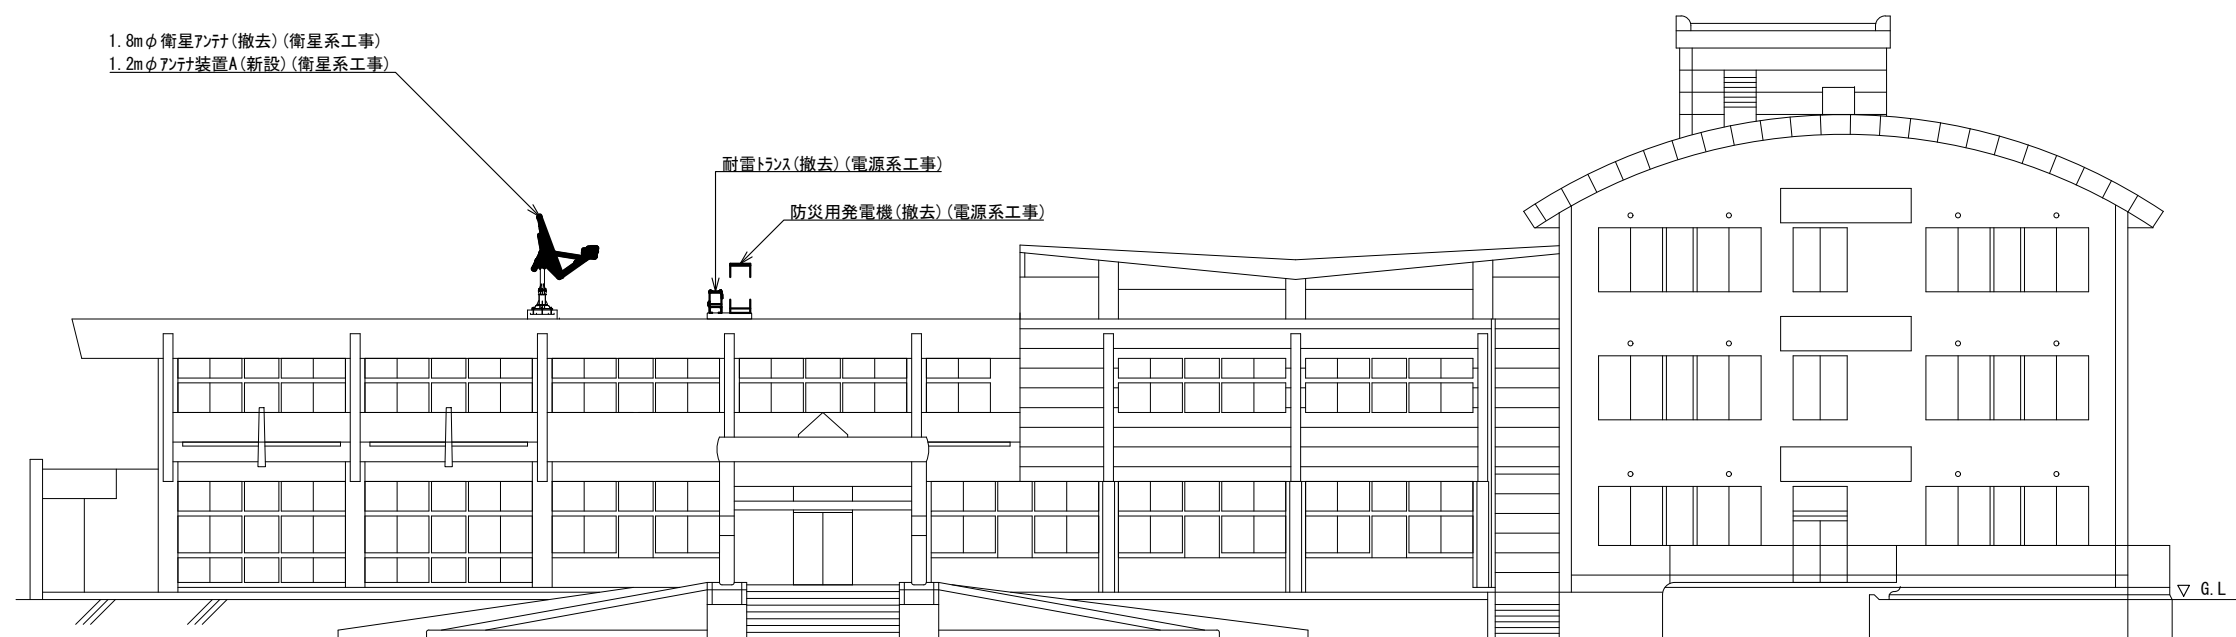 1.8mφ衛星ｱﾝﾃﾅ(撤去)(衛星系工事)
1.2mφｱﾝﾃﾅ装置A(新設)(衛星系工事)
耐雷ﾄﾗﾝｽ(撤去)(電源系工事)
防災用発電機(撤去)(電源系工事)
▽ G.L